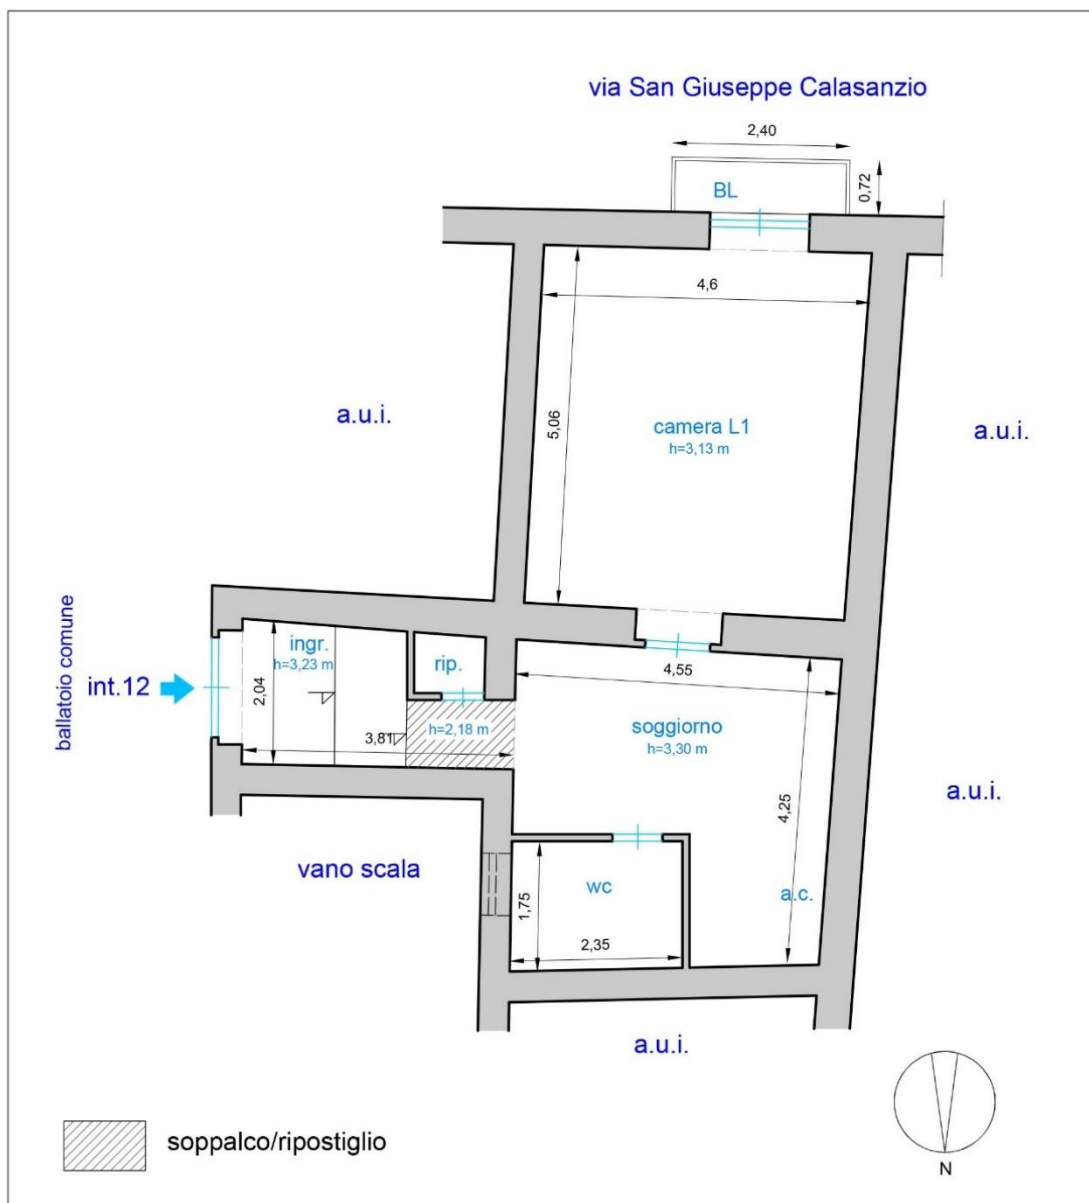 via San Giuseppe Calasanzio
2,40
BL
0,72
4,6
5,06
camera L1
h=3,13 m
a.u.i.
a.u.i.
ballatoio comune
int.12
ingr.
h=3,23 m
2,04
3,81
rip.
h=2,18 m
4,55
soggiorno
h=3,30 m
4,25
a.u.i.
vano scala
wc
1,75
2,35
a.c.
a.u.i.
soppalco/ripostiglio
N